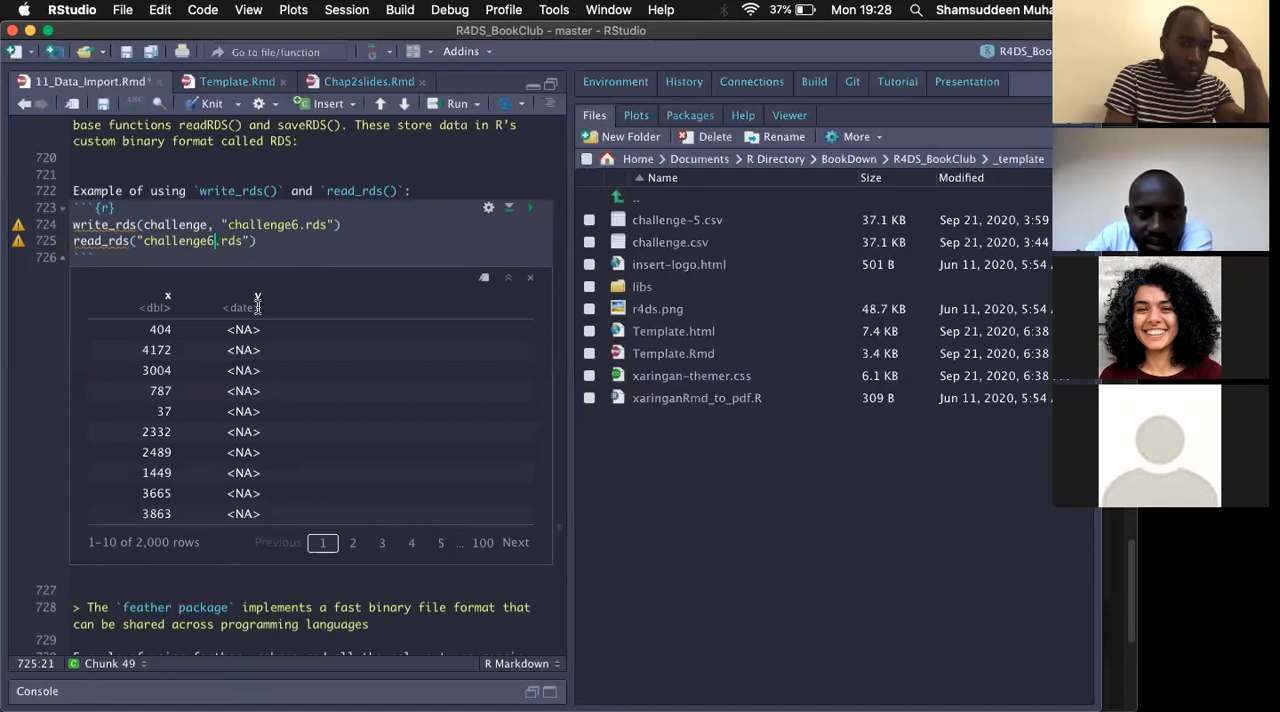 RStudio File Edit Code View Plots Session Build Debug Profile Tools Window Help 37% Mon 19:28 Shamsuddeen Muha
R4DS_BookClub - master - RStudio
Go to file/function Addins R4DS_Boo
11_Data_Import.Rmd* Template.Rmd Chap2slides.Rmd
Environment History Connections Build Git Tutorial Presentation
Knit Insert Run
Files Plots Packages Help Viewer
New Folder Delete Rename More
Home Documents R Directory BookDown R4DS_BookClub _template
Name Size Modified
..
challenge-5.csv 37.1 KB Sep 21, 2020, 3:59
challenge.csv 37.1 KB Sep 21, 2020, 3:44
insert-logo.html 501 B Jun 11, 2020, 5:54
libs
r4ds.png 48.7 KB Sep 21, 2020, 6:38
Template.html 7.4 KB Sep 21, 2020, 6:38
Template.Rmd 3.4 KB Sep 21, 2020, 6:38
xaringan-themer.css 6.1 KB Sep 21, 2020, 6:38
xaringanRmd_to_pdf.R 309 B Jun 11, 2020, 5:54
base functions readRDS() and saveRDS(). These store data in R's
custom binary format called RDS:
720
721
722 Example of using `write_rds()` and `read_rds()`:
723 ```{r}
724 write_rds(challenge, "challenge6.rds")
725 read_rds("challenge6.rds")
726 ```
x y
<dbl> <date>
404 <NA>
4172 <NA>
3004 <NA>
787 <NA>
37 <NA>
2332 <NA>
2489 <NA>
1449 <NA>
3665 <NA>
3863 <NA>
1-10 of 2,000 rows Previous 1 2 3 4 5 ... 100 Next
727
728 > The `feather package` implements a fast binary file format that
can be shared across programming languages
729
725:21 Chunk 49 R Markdown
Console